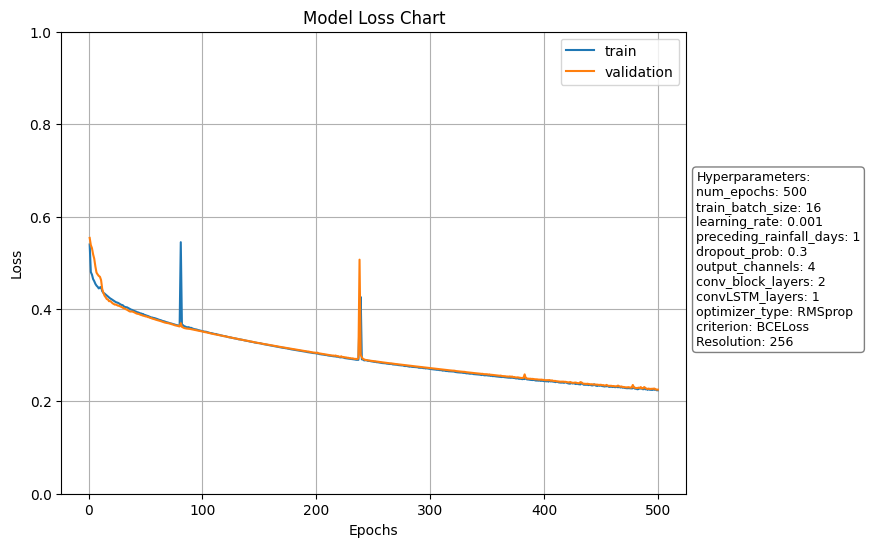 Model Loss Chart
1.0
0.8
0.6
0.4
0.2
0.0
Loss
0
100
200
300
400
500
Epochs
train
validation
Hyperparameters:
num_epochs: 500
train_batch_size: 16
learning_rate: 0.001
preceding_rainfall_days: 1
dropout_prob: 0.3
output_channels: 4
conv_block_layers: 2
convLSTM_layers: 1
optimizer_type: RMSprop
criterion: BCELoss
Resolution: 256